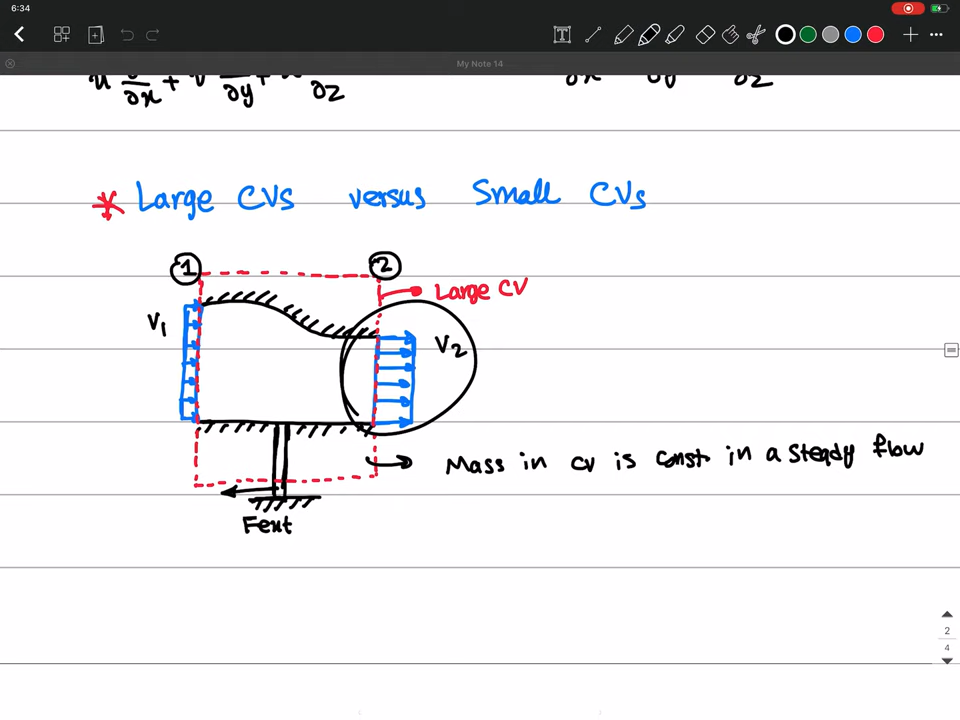 6:34
My Note 14
u ∂/∂x + v ∂y + ∂z
∂x ∂y ∂z
* Large CVs versus Small CVs
1 2
Large CV
V1 V2
Mass in CV is const. in a steady flow
Fext
2
4